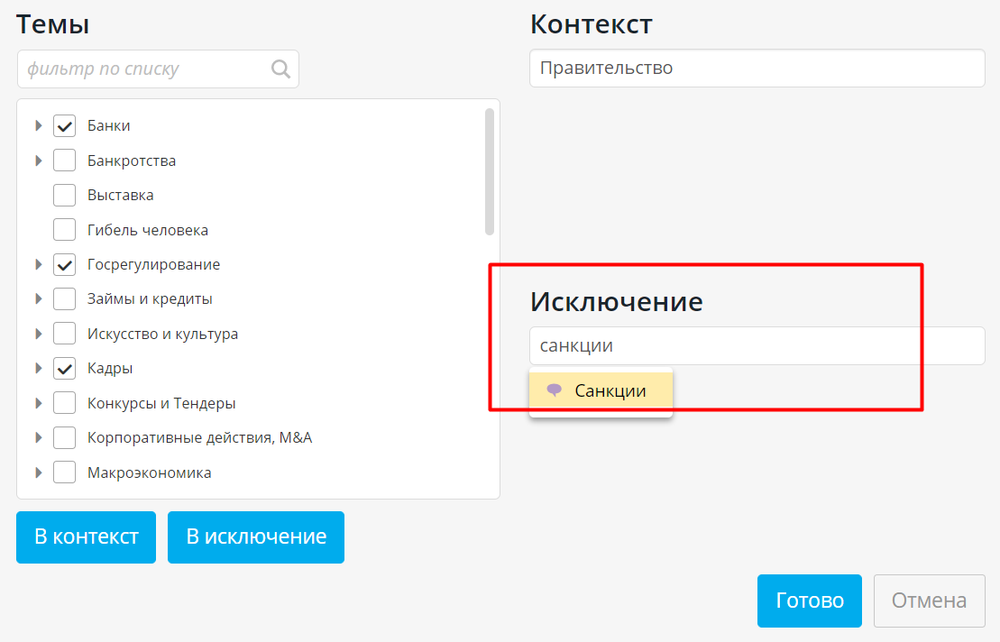 Темы
фильтр по списку
Банки
Банкротства
Выставка
Гибель человека
Госрегулирование
Займы и кредиты
Искусство и культура
Кадры
Конкурсы и Тендеры
Корпоративные действия, M&A
Макроэкономика
В контекст
В исключение
Контекст
Правительство
Исключение
санкции
Санкции
Готово
Отмена